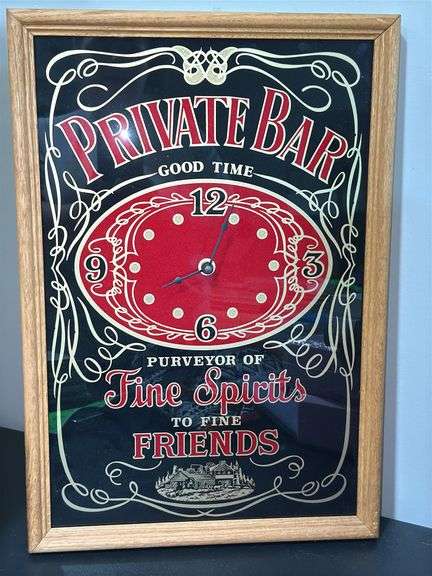 PRIVATE BAR
GOOD TIME
12
9 3
6
PURVEYOR OF
Fine Spirits
TO FINE
FRIENDS